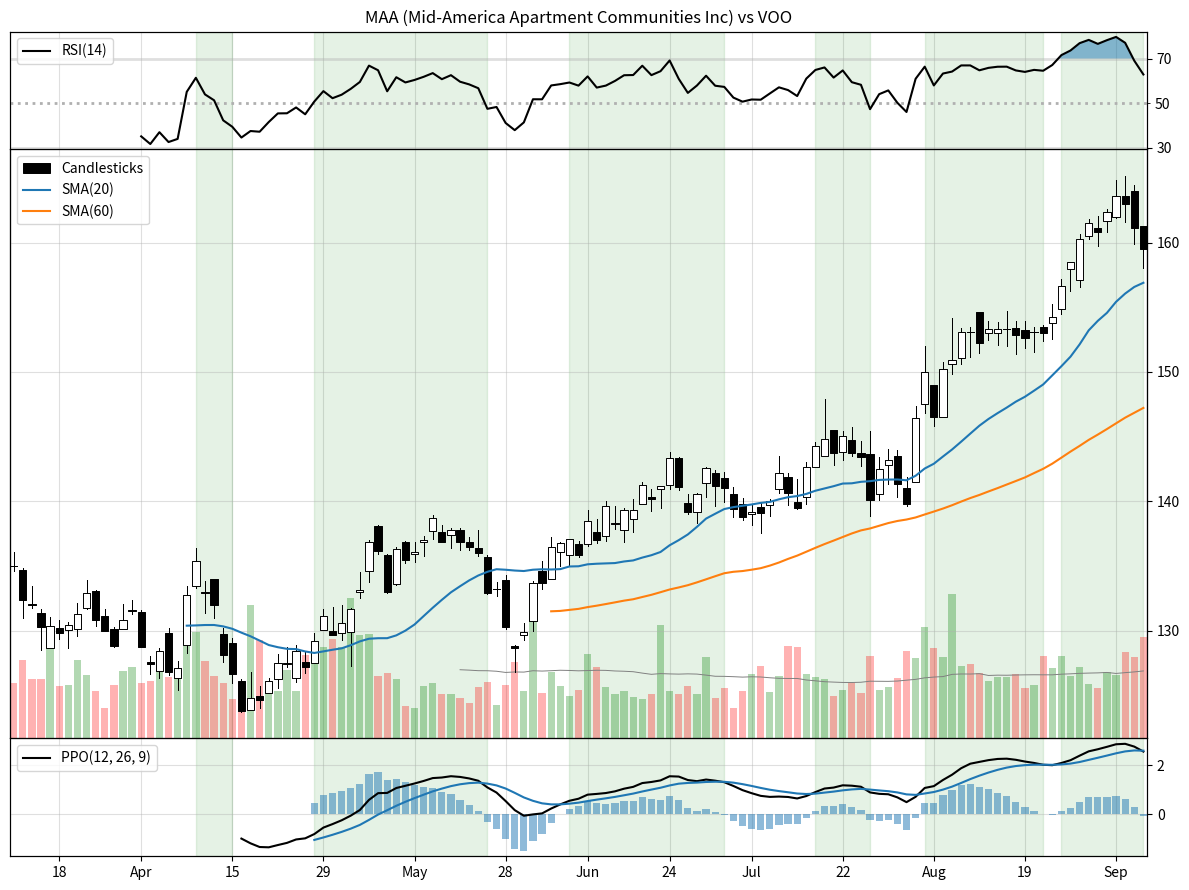 MAA (Mid-America Apartment Communities Inc) vs VOO
RSI(14)
70
50
30
Candlesticks
SMA(20)
SMA(60)
160
150
140
130
PPO(12, 26, 9)
2
0
18 Apr 15 29 May 28 Jun 24 Jul 22 Aug 19 Sep